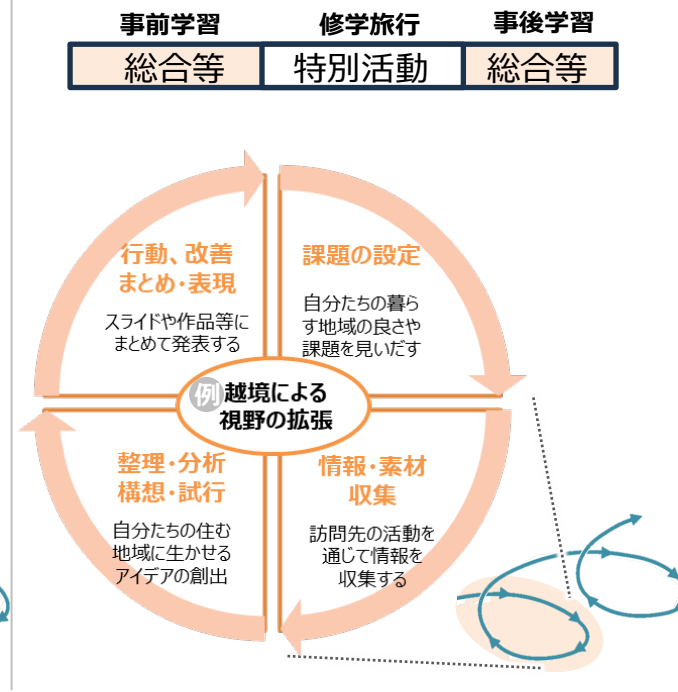 事前学習 修学旅行 事後学習
総合等 特別活動 総合等
行動、改善
まとめ・表現
スライドや作品等に
まとめて発表する
課題の設定
自分たちの暮ら
す地域の良さや
課題を見いだす
例 越境による
視野の拡張
整理・分析
構想・試行
自分たちの住む
地域に生かせる
アイデアの創出
情報・素材
収集
訪問先の活動を
通じて情報を
収集する